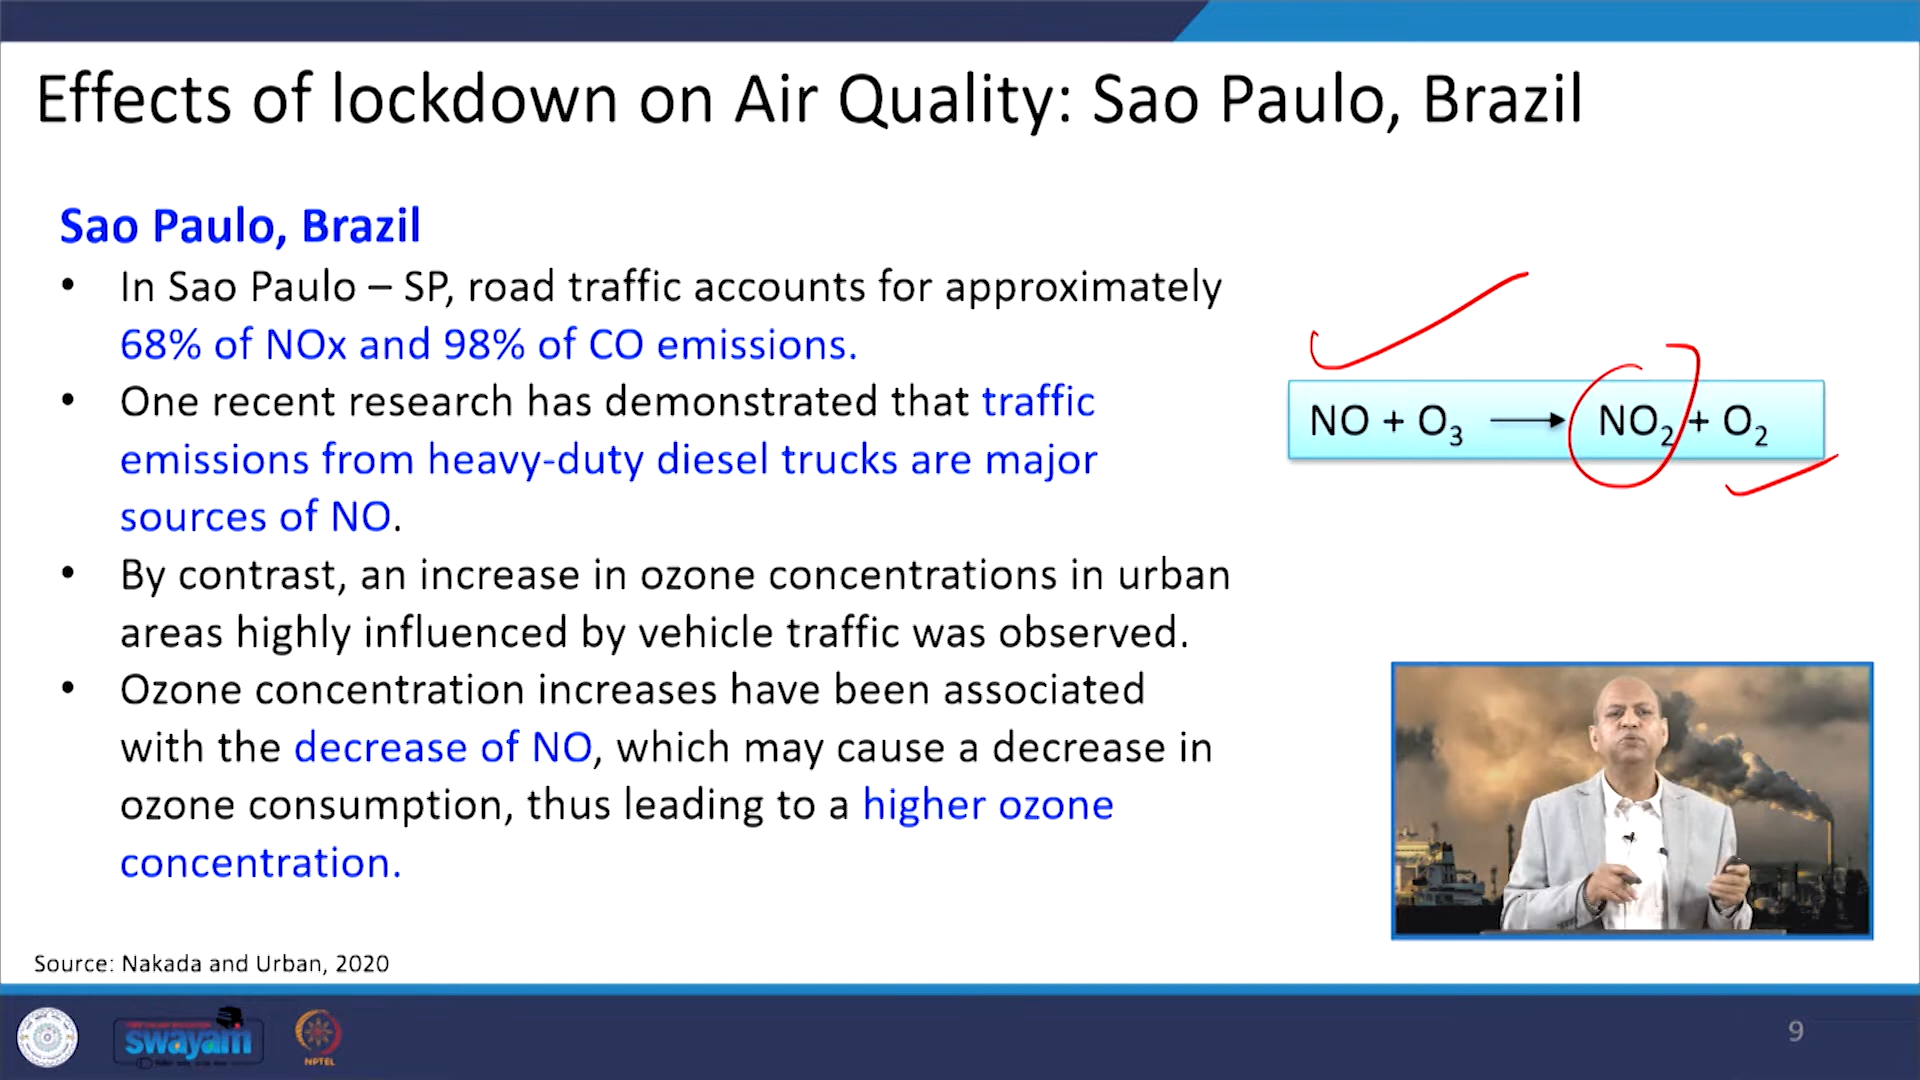 Effects of lockdown on Air Quality: Sao Paulo, Brazil
Sao Paulo, Brazil
• In Sao Paulo – SP, road traffic accounts for approximately
68% of NOx and 98% of CO emissions.
• One recent research has demonstrated that traffic
emissions from heavy-duty diesel trucks are major
sources of NO.
• By contrast, an increase in ozone concentrations in urban
areas highly influenced by vehicle traffic was observed.
• Ozone concentration increases have been associated
with the decrease of NO, which may cause a decrease in
ozone consumption, thus leading to a higher ozone
concentration.
NO + O₃ ⟶ NO₂ + O₂
Source: Nakada and Urban, 2020
swayam
NPTEL
9